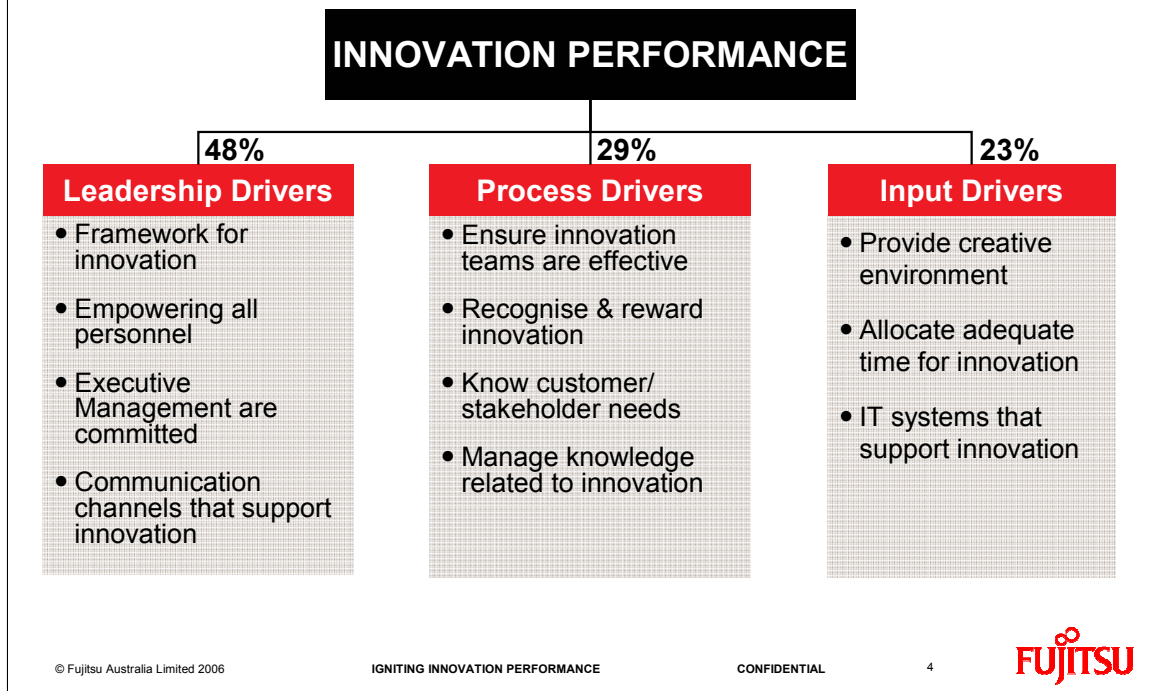 INNOVATION PERFORMANCE
48%
Leadership Drivers
• Framework for
innovation
• Empowering all
personnel
• Executive
Management are
committed
• Communication
channels that support
innovation
29%
Process Drivers
• Ensure innovation
teams are effective
• Recognise & reward
innovation
• Know customer/
stakeholder needs
• Manage knowledge
related to innovation
23%
Input Drivers
• Provide creative
environment
• Allocate adequate
time for innovation
• IT systems that
support innovation
© Fujitsu Australia Limited 2006
IGNITING INNOVATION PERFORMANCE
CONFIDENTIAL
4
FUJITSU